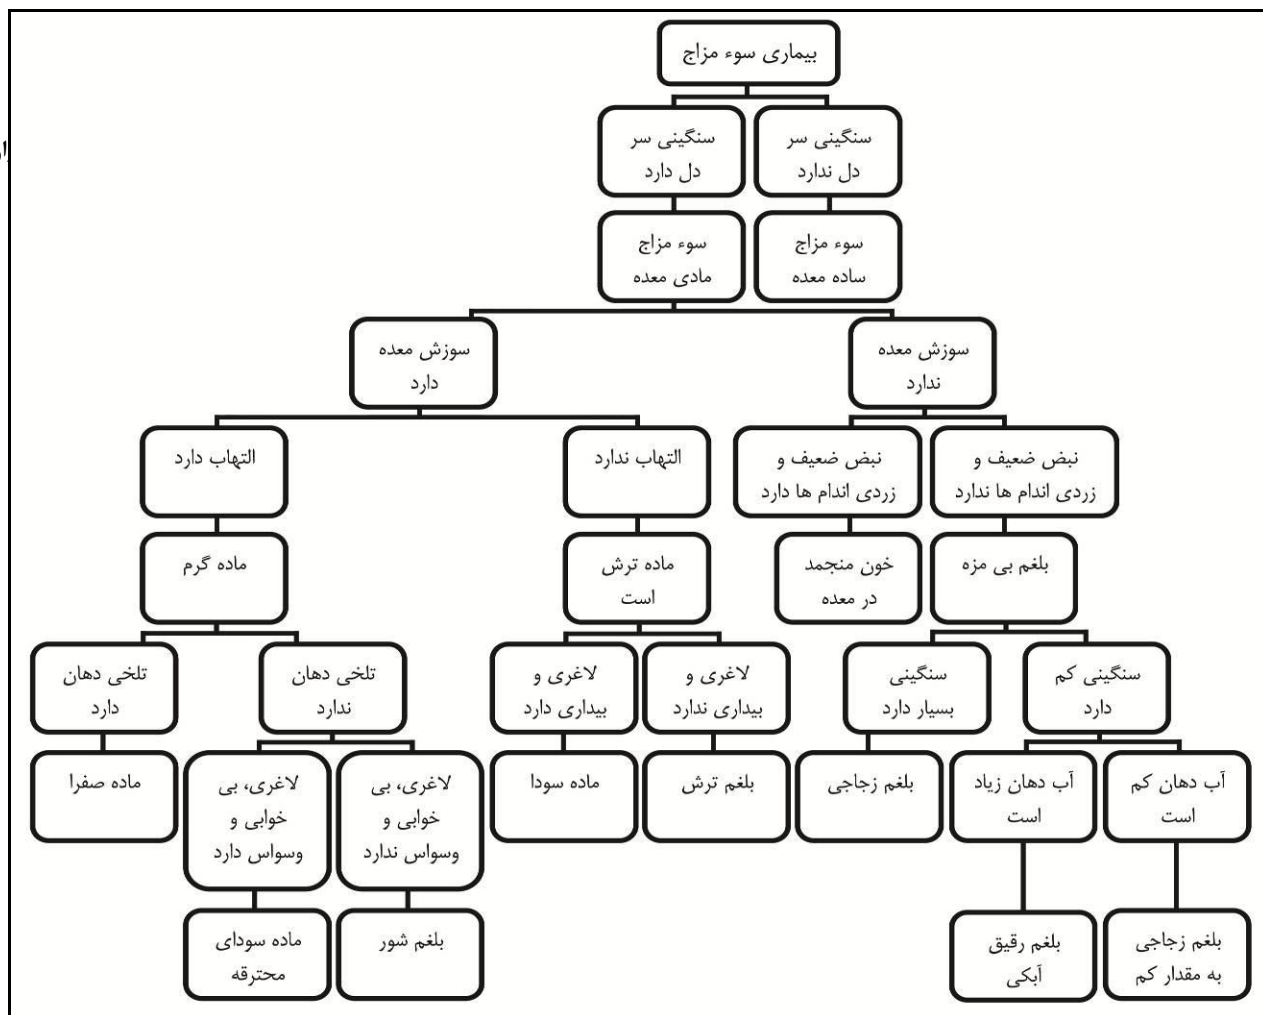 بیماری سوء مزاج
سنگینی سر
دل ندارد
سنگینی سر
دل دارد
سوء مزاج
ساده معده
سوء مزاج
مادی معده
سوزش معده
ندارد
سوزش معده
دارد
نبض ضعیف و
زردی اندام ها ندارد
نبض ضعیف و
زردی اندام ها دارد
التهاب ندارد
التهاب دارد
بلغم بی مزه
خون منجمد
در معده
ماده ترش
است
ماده گرم
سنگینی کم
دارد
سنگینی
بسیار دارد
لاغری و
بیداری ندارد
لاغری و
بیداری دارد
تلخی دهان
ندارد
تلخی دهان
دارد
آب دهان کم
است
آب دهان زیاد
است
بلغم زجاجی
بلغم ترش
ماده سودا
لاغری، بی
خوابی و
وسواس ندارد
لاغری، بی
خوابی و
وسواس دارد
ماده صفرا
بلغم زجاجی
به مقدار کم
بلغم رقیق
آبکی
بلغم شور
ماده سودای
محترقه